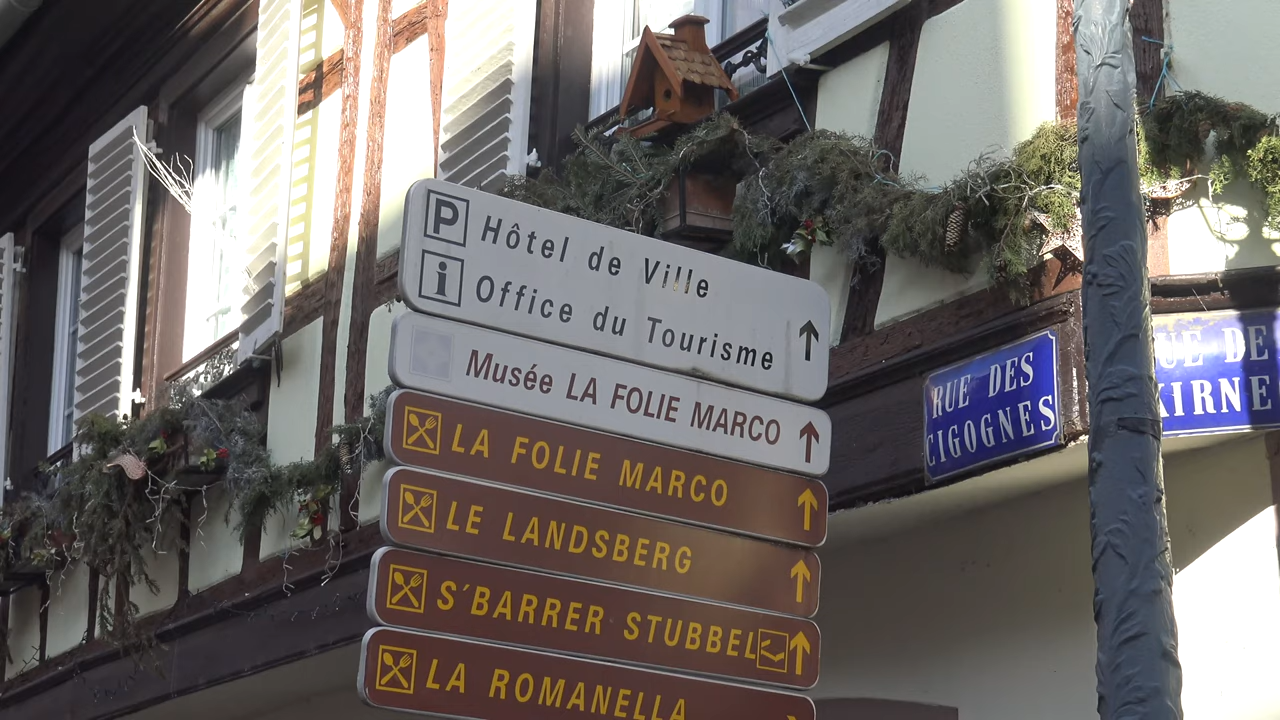 P Hôtel de Ville
i Office du Tourisme
Musée LA FOLIE MARCO
LA FOLIE MARCO
LE LANDSBERG
S'BARRER STUBBEL
LA ROMANELLA
RUE DES
CIGOGNES
DE